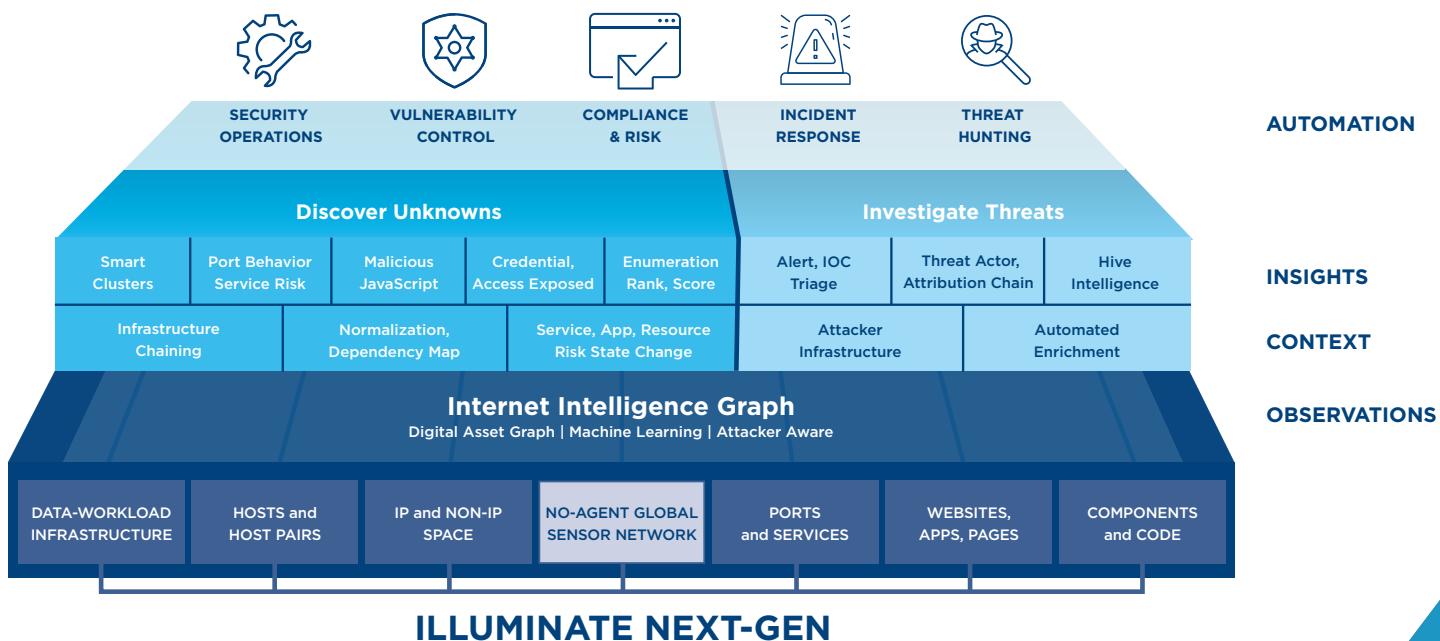 SECURITY
OPERATIONS
VULNERABILITY
CONTROL
COMPLIANCE
& RISK
INCIDENT
RESPONSE
THREAT
HUNTING
AUTOMATION
Discover Unknowns
Investigate Threats
Smart
Clusters
Port Behavior
Service Risk
Malicious
JavaScript
Credential,
Access Exposed
Enumeration
Rank, Score
Alert, IOC
Triage
Threat Actor,
Attribution Chain
Hive
Intelligence
INSIGHTS
Infrastructure
Chaining
Normalization,
Dependency Map
Service, App, Resource
Risk State Change
Attacker
Infrastructure
Automated
Enrichment
CONTEXT
Internet Intelligence Graph
Digital Asset Graph | Machine Learning | Attacker Aware
OBSERVATIONS
DATA-WORKLOAD
INFRASTRUCTURE
HOSTS and
HOST PAIRS
IP and NON-IP
SPACE
NO-AGENT GLOBAL
SENSOR NETWORK
PORTS
and SERVICES
WEBSITES,
APPS, PAGES
COMPONENTS
and CODE
ILLUMINATE NEXT-GEN